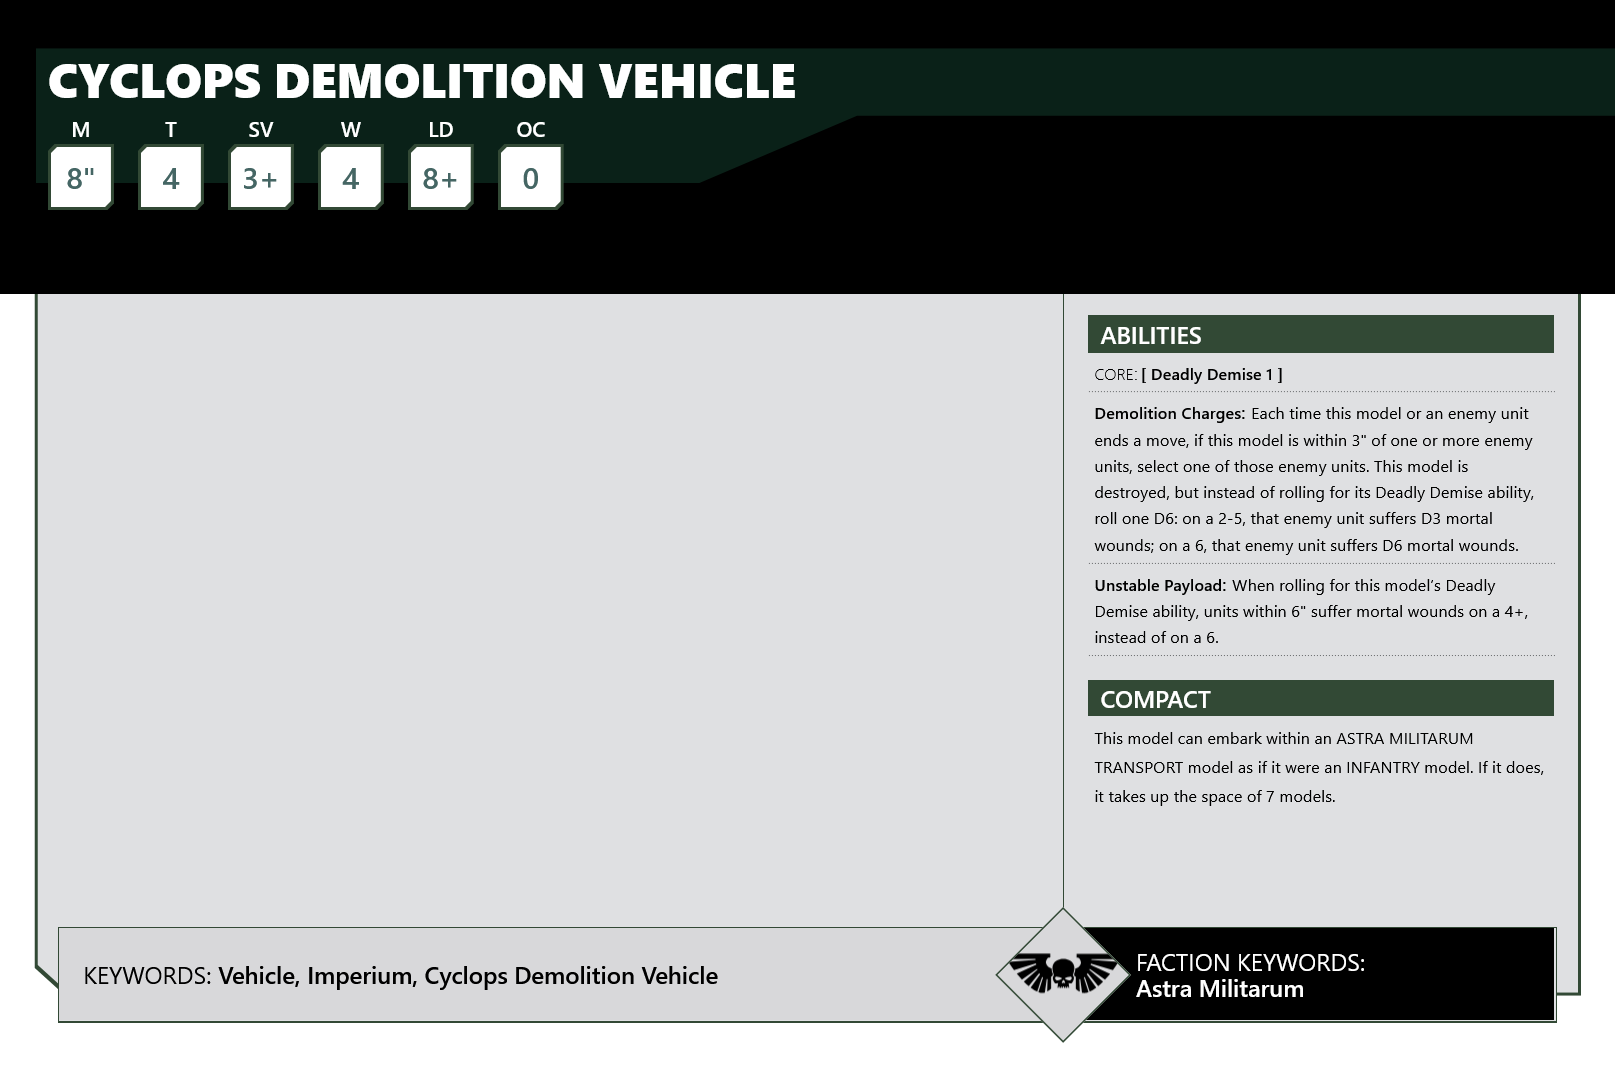 CYCLOPS DEMOLITION VEHICLE
M T SV W LD OC
8" 4 3+ 4 8+ 0
ABILITIES
CORE: [ Deadly Demise 1 ]
Demolition Charges: Each time this model or an enemy unit
ends a move, if this model is within 3" of one or more enemy
units, select one of those enemy units. This model is
destroyed, but instead of rolling for its Deadly Demise ability,
roll one D6: on a 2-5, that enemy unit suffers D3 mortal
wounds; on a 6, that enemy unit suffers D6 mortal wounds.
Unstable Payload: When rolling for this model’s Deadly
Demise ability, units within 6" suffer mortal wounds on a 4+,
instead of on a 6.
COMPACT
This model can embark within an ASTRA MILITARUM
TRANSPORT model as if it were an INFANTRY model. If it does,
it takes up the space of 7 models.
KEYWORDS: Vehicle, Imperium, Cyclops Demolition Vehicle
FACTION KEYWORDS:
Astra Militarum